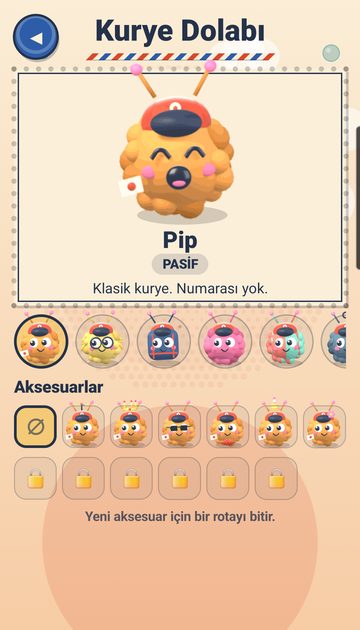 Kurye Dolabı
Pip
PASİF
Klasik kurye. Numarası yok.
Aksesuarlar
Yeni aksesuar için bir rotayı bitir.